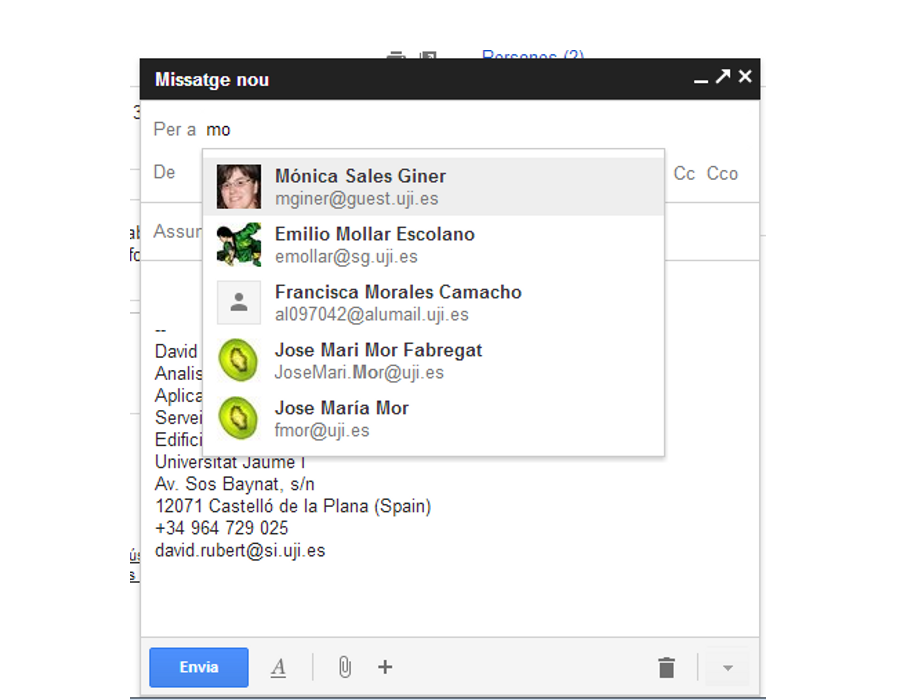 Persones (2)
Missatge nou
Per a mo
De
Cc Cco
Mónica Sales Giner
mginer@guest.uji.es
Assur
Emilio Mollar Escolano
emollar@sg.uji.es
Francisca Morales Camacho
al097042@alumail.uji.es
Jose Mari Mor Fabregat
JoseMari.Mor@uji.es
Jose María Mor
fmor@uji.es
--
David
Analis
Aplica
Servei
Edifici
Universitat Jaume I
Av. Sos Baynat, s/n
12071 Castelló de la Plana (Spain)
+34 964 729 025
david.rubert@si.uji.es
Envia
A